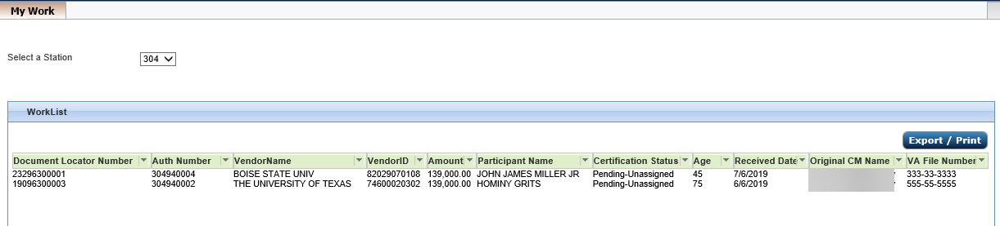 My Work
Select a Station 304
WorkList
Export / Print
Document Locator Number Auth Number VendorName VendorID Amount Participant Name Certification Status Age Received Date Original CM Name VA File Number
23296300001 304940004 BOISE STATE UNIV 82029070108 139,000.00 JOHN JAMES MILLER JR Pending-Unassigned 45 7/6/2019 333-33-3333
19096300003 304940002 THE UNIVERSITY OF TEXAS 74600020302 139,000.00 HOMINY GRITS Pending-Unassigned 75 6/6/2019 555-55-5555